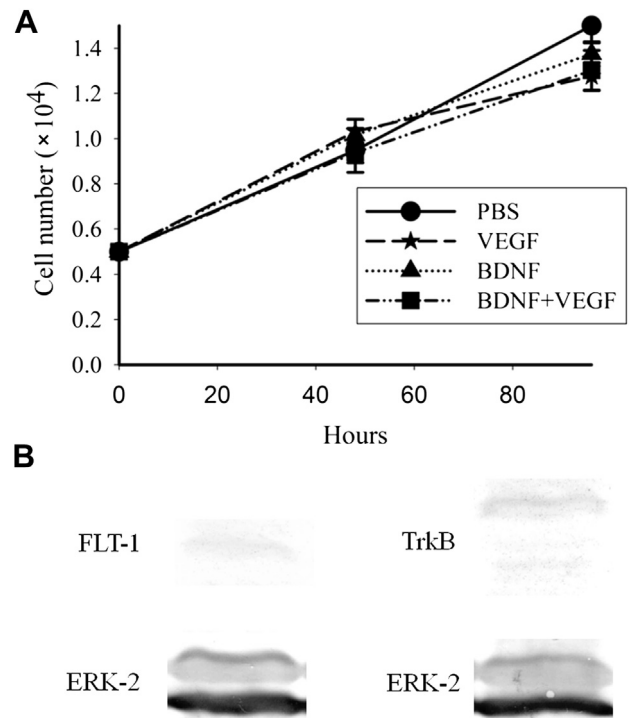 A
Cell number (×10⁴)
1.4
1.2
1.0
0.8
0.6
0.4
0.2
0.0
PBS
VEGF
BDNF
BDNF+VEGF
0 20 40 60 80
Hours
B
FLT-1 TrkB
ERK-2 ERK-2